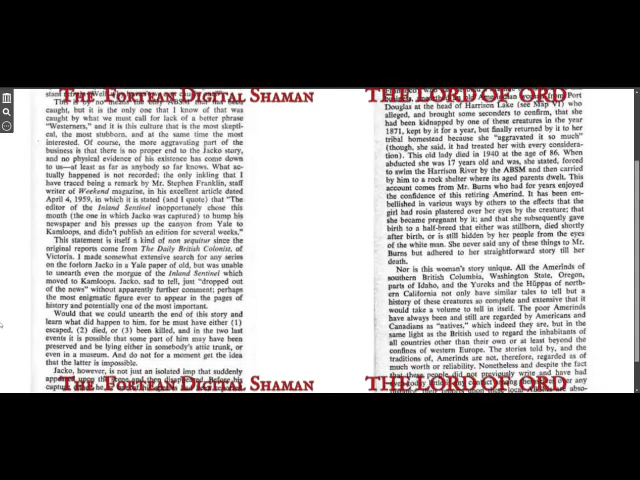 THE FORTEAN DIGITAL SHAMAN
This is by no means the only ABSM that has been
caught, but it is the only one that I know of that was
caught by what we must call for lack of a better phrase
"Westerners," and it is this culture that is the most skepti-
cal, the most stubborn, and at the same time the most
interested. Of course, the more aggravating part of the
business is that there is no proper end to the Jacko story,
and no physical evidence of his existence has come down
to us—at least as far as anybody so far knows. What ac-
tually happened is not recorded; the only inkling that I
have traced being a remark by Mr. Stephen Franklin, staff
writer of Weekend magazine, in his excellent article dated
April 4, 1959, in which it is stated (and I quote) that "The
editor of the Inland Sentinel inopportunely chose this
mouth (the one in which Jacko was captured) to hump his
newspaper and his presses up the canyon from Yale to
Kamloops, and didn't publish an edition for several weeks."
This statement is itself a kind of non sequitur since the
original reports come from The Daily British Colonist, of
Victoria. I made somewhat extensive search for any series
on the forlorn Jacko in a Yale paper of old, but was unable
to unearth even the morgue of the Inland Sentinel which
moved to Kamloops. Jacko, sad to tell, just "dropped out
of the news" without apparently further comment; perhaps
the most enigmatic figure ever to appear in the pages of
history and potentially one of the most important.
Would that we could unearth the end of this story and
learn what did happen to him, for he must have either (1)
escaped, (2) died, or (3) been killed, and in the two last
events it is possible that some part of him may have been
preserved and be lying either in somebody's attic trunk, or
even in a museum. And do not for a moment get the idea
that the latter is impossible.
Jacko, however, is not just an isolated imp that suddenly
THE FORTEAN DIGITAL SHAMAN
THE LORD OF ORD
Douglas at the head of Harrison Lake (see Map VI) who
alleged, and brought some seconders to confirm, that she
had been kidnapped by one of these creatures in the year
1871, kept by it for a year, but finally returned by it to her
tribal homestead because she "aggravated it so much"
(though, she said, it had treated her with every considera-
tion). This old lady died in 1940 at the age of 86. When
abducted she was 17 years old and was, she stated, forced
to swim the Harrison River by the ABSM and then carried
by him to a rock shelter where its aged parents dwelt. This
account comes from Mr. Burns who had for years enjoyed
the confidence of this retiring Amerind. It has been em-
bellished in various ways by others to the effects that the
girl had rosin plastered over her eyes by the creature; that
she became pregnant by it; and that she subsequently gave
birth to a half-bred that either was stillborn, died shortly
after birth, or is still hidden by her people from the eyes
of the white man. She never said any of these things to Mr.
Burns but adhered to her straightforward story till her
death.
Nor is this woman's story unique. All the Amerinds of
southern British Columbia, Washington State, Oregon,
parts of Idaho, and the Yuroks and the Hüppas of north-
ern California not only have similar tales to tell but a
history of these creatures so complete and extensive that it
would take a volume to tell in itself. The poor Amerinds
have always been and still are regarded by Americans and
Canadians as "natives," which indeed they are, but in the
same light as the British used to regard the inhabitants of
all countries other than their own or at least beyond the
confines of western Europe. The stories told by, and the
traditions of, Amerinds are not, therefore, regarded as of
much worth or reliability. Nonetheless and despite the fact
that these people did not previously write and have had
THE LORD OF ORD